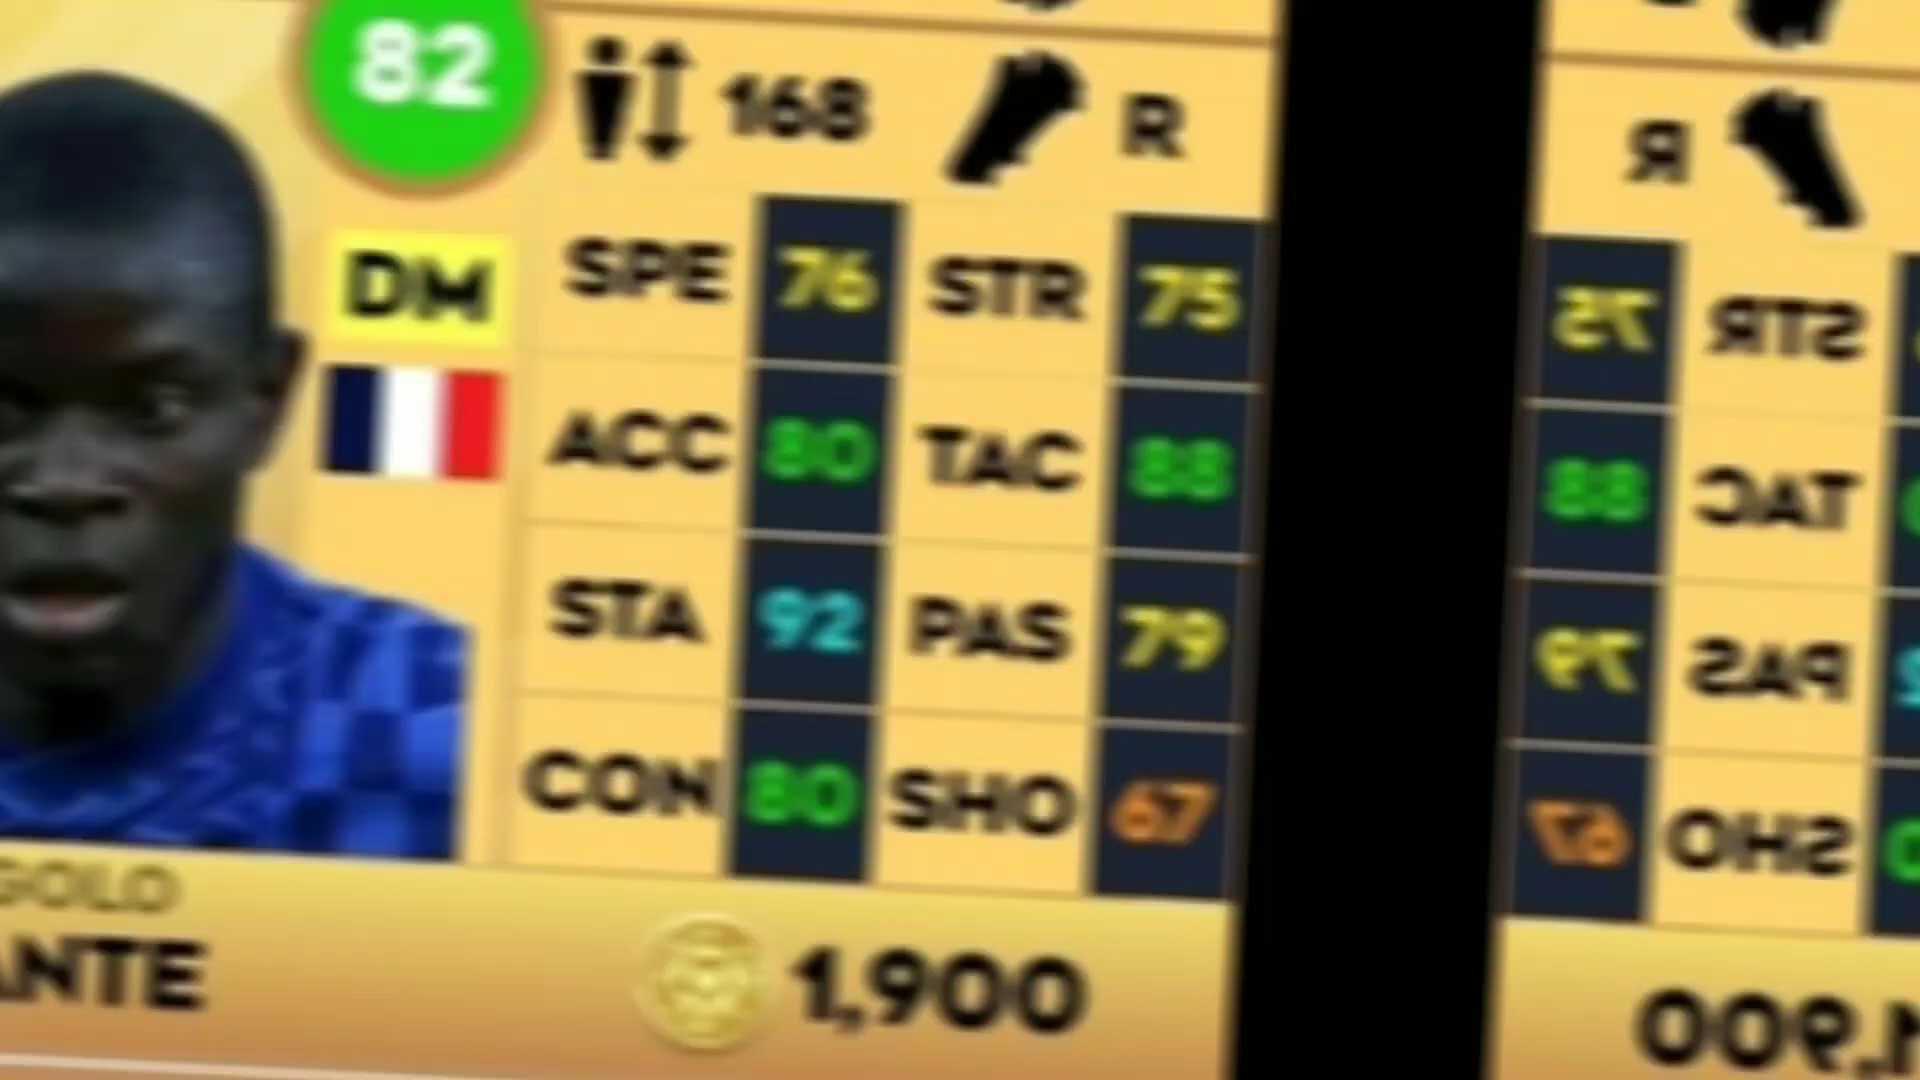 82
168 R
DM
SPE 76 STR 75
ACC 80 TAC 88
STA 92 PAS 79
CON 80 SHO 67
GOLO
ANTE
1,900
R
75 STR
88 TAC
79 PAS
67 SHO
1,900